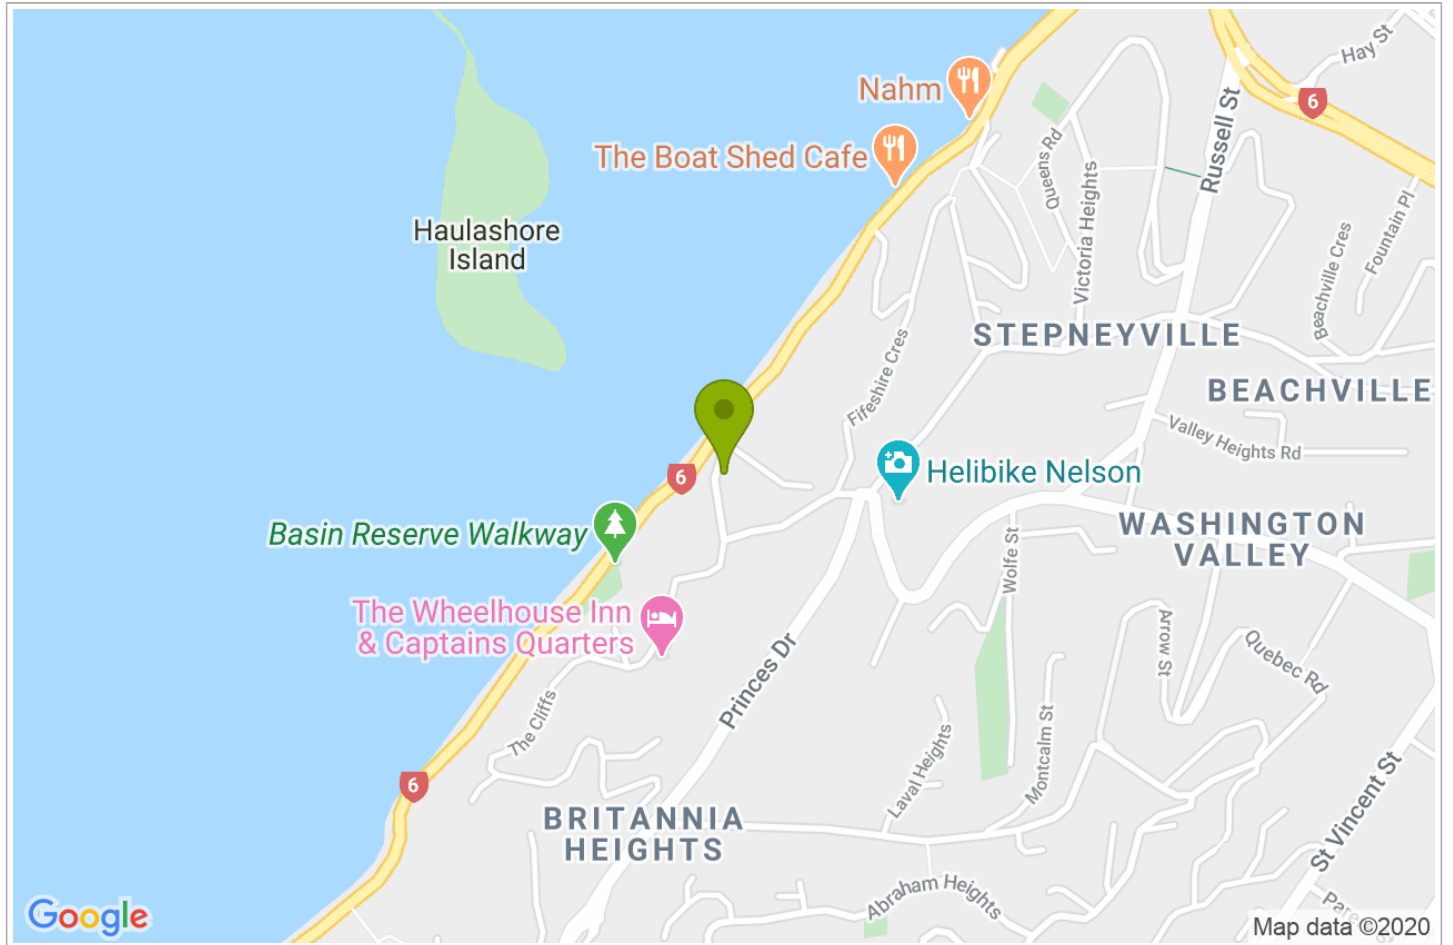 Hay St
6
Nahm
The Boat Shed Cafe
Queens Rd
Russell St
Victoria Heights
Fountain Pl
Beachville Cres
Haulashore
Island
STEPNEYVILLE
BEACHVILLE
Fifeshire Cres
Valley Heights Rd
6
Helibike Nelson
Basin Reserve Walkway
WASHINGTON
VALLEY
Wolfe St
The Wheelhouse Inn
& Captains Quarters
Arrow St
Quebec Rd
Princes Dr
The Cliffs
Montcalm St
Laval Heights
6
St Vincent St
BRITANNIA
HEIGHTS
Abraham Heights
Google
Map data ©2020